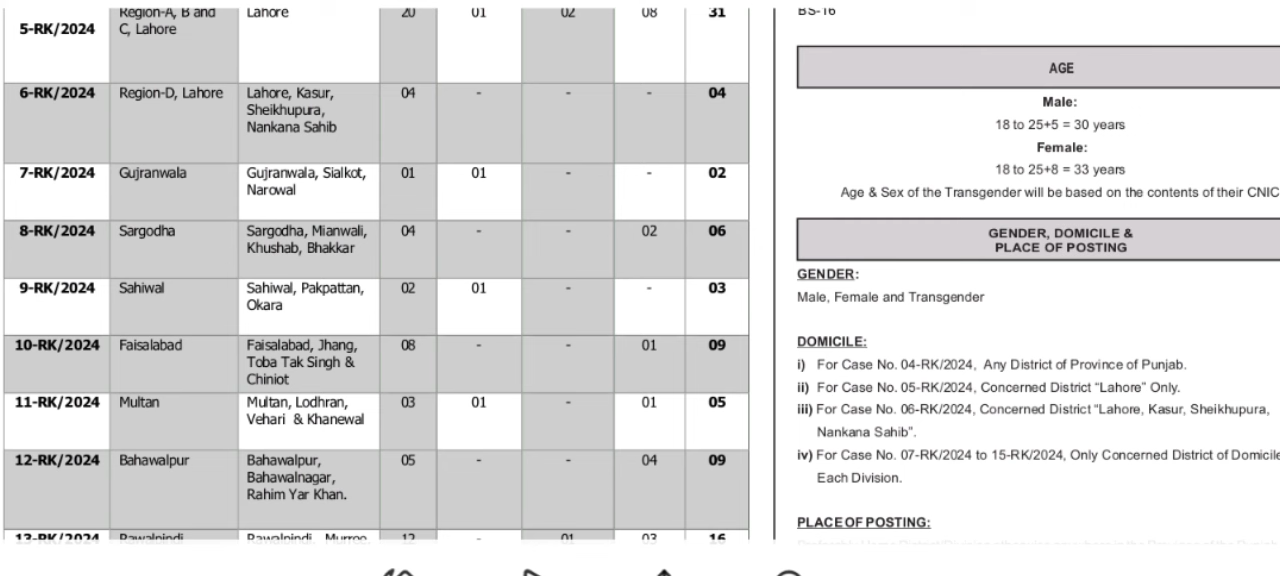 5-RK/2024 Region-A, B and C, Lahore Lahore 20 01 02 08 31
6-RK/2024 Region-D, Lahore Lahore, Kasur, Sheikhupura, Nankana Sahib 04 - - - 04
7-RK/2024 Gujranwala Gujranwala, Sialkot, Narowal 01 01 - - 02
8-RK/2024 Sargodha Sargodha, Mianwali, Khushab, Bhakkar 04 - - 02 06
9-RK/2024 Sahiwal Sahiwal, Pakpattan, Okara 02 01 - - 03
10-RK/2024 Faisalabad Faisalabad, Jhang, Toba Tak Singh & Chiniot 08 - - 01 09
11-RK/2024 Multan Multan, Lodhran, Vehari & Khanewal 03 01 - 01 05
12-RK/2024 Bahawalpur Bahawalpur, Bahawalnagar, Rahim Yar Khan. 05 - - 04 09
13-RK/2024 Rawalpindi Rawalpindi, Murree 12 - 01 03 16
BS-16
AGE
Male:
18 to 25+5 = 30 years
Female:
18 to 25+8 = 33 years
Age & Sex of the Transgender will be based on the contents of their CNIC
GENDER, DOMICILE &
PLACE OF POSTING
GENDER:
Male, Female and Transgender
DOMICILE:
i) For Case No. 04-RK/2024, Any District of Province of Punjab.
ii) For Case No. 05-RK/2024, Concerned District “Lahore” Only.
iii) For Case No. 06-RK/2024, Concerned District “Lahore, Kasur, Sheikhupura,
Nankana Sahib”.
iv) For Case No. 07-RK/2024 to 15-RK/2024, Only Concerned District of Domicile
Each Division.
PLACE OF POSTING: